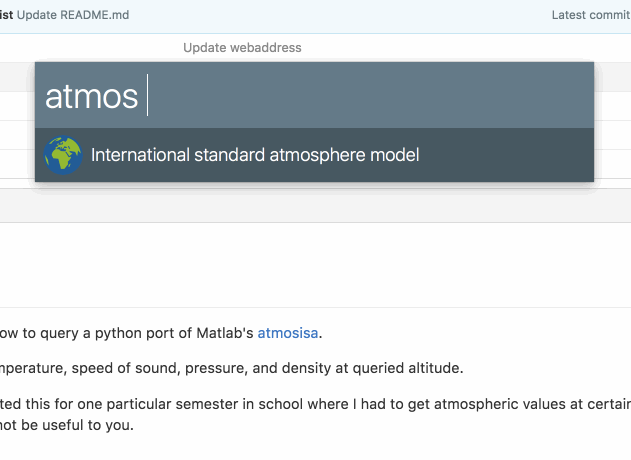 ist Update README.md
Latest commit
Update webaddress
atmos
International standard atmosphere model
ow to query a python port of Matlab's atmosisa.
mperature, speed of sound, pressure, and density at queried altitude.
ted this for one particular semester in school where I had to get atmospheric values at certain
not be useful to you.